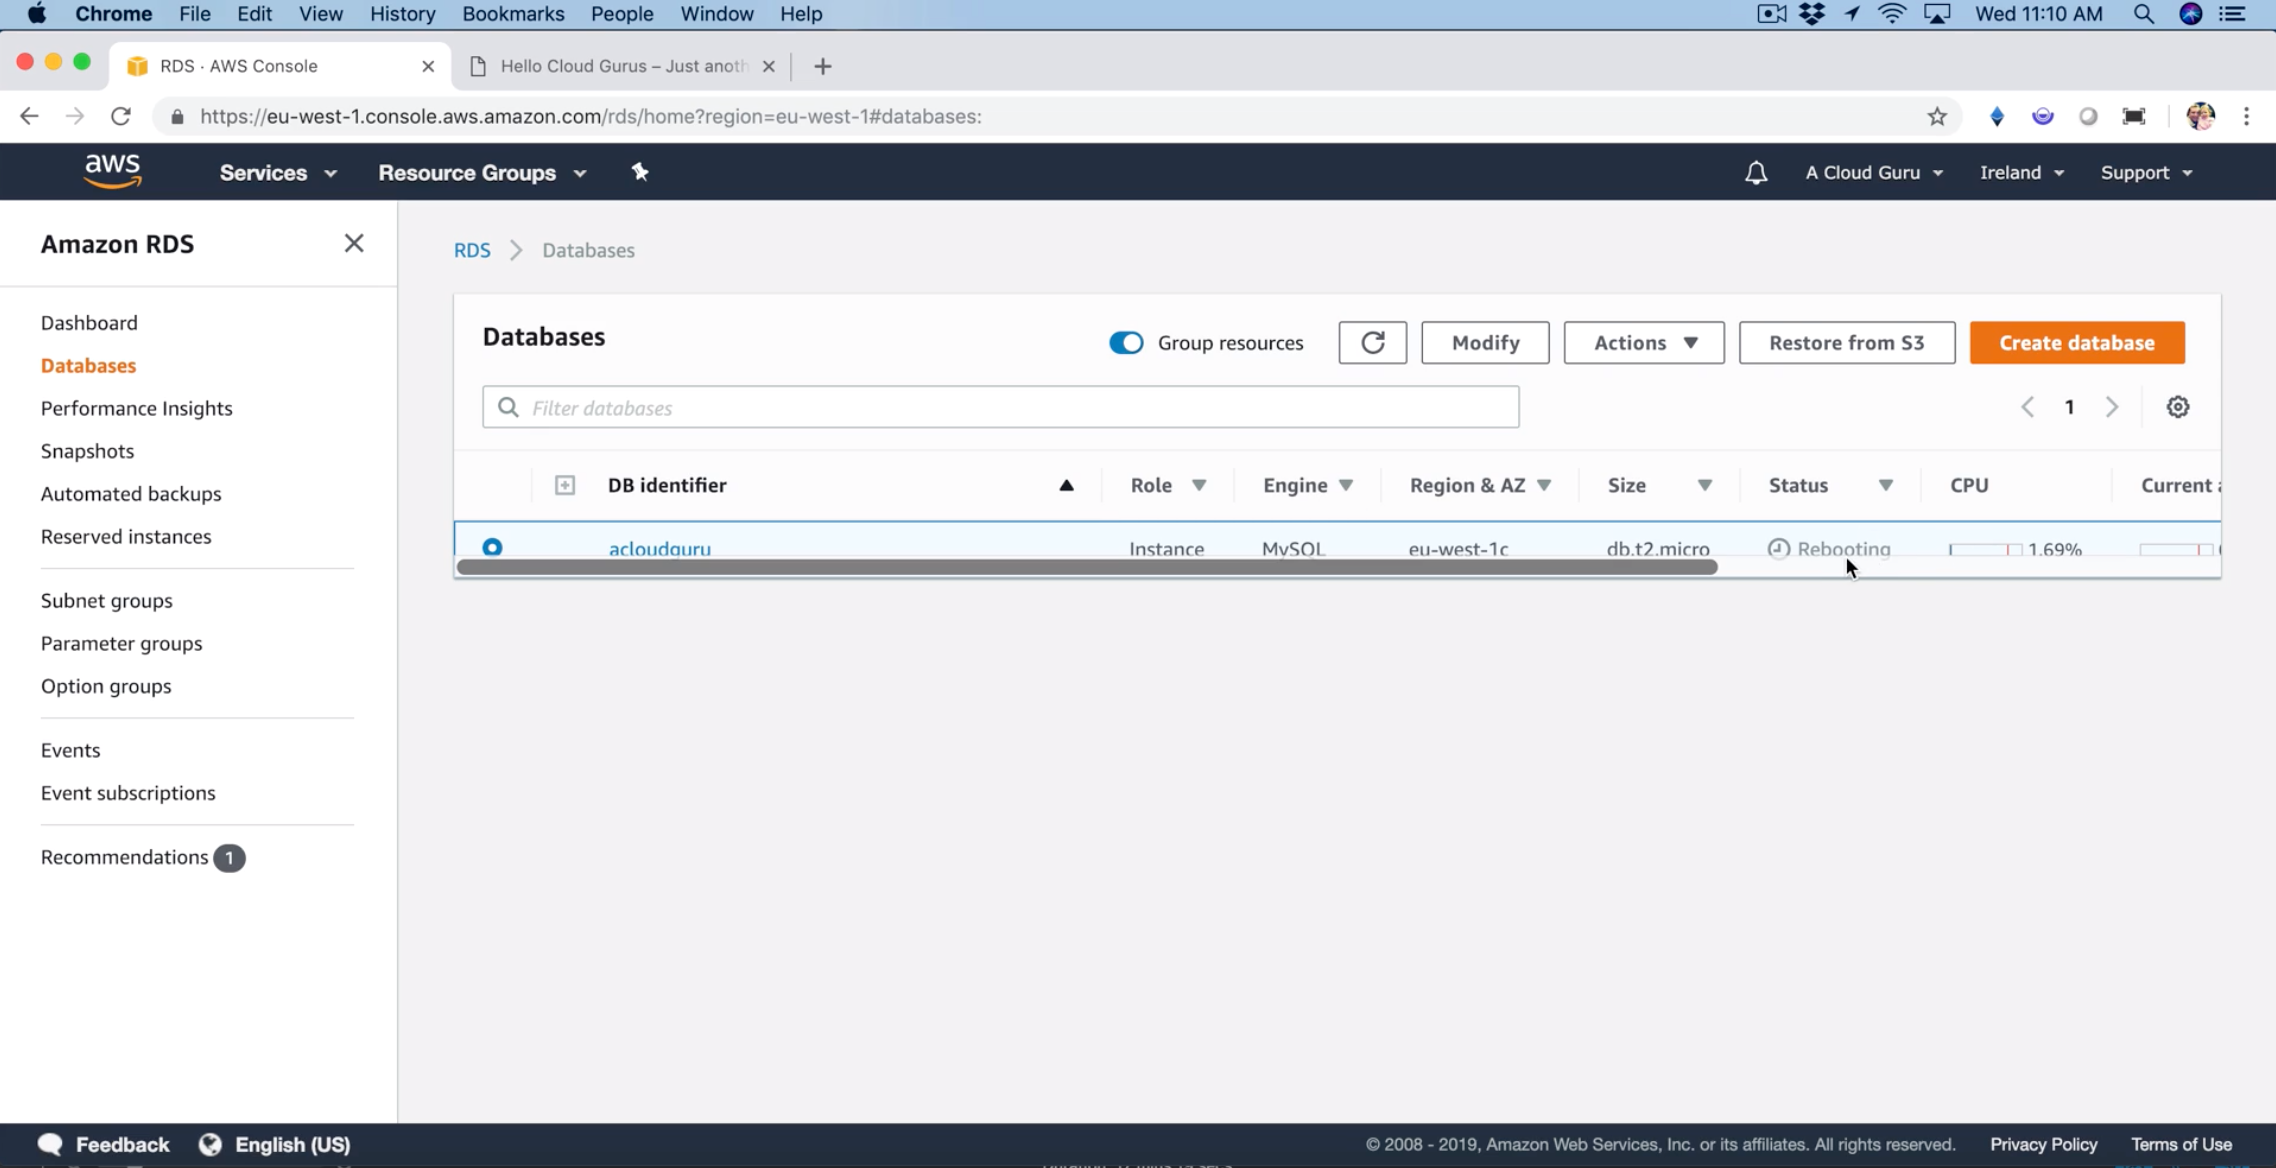 Chrome File Edit View History Bookmarks People Window Help Wed 11:10 AM
RDS · AWS Console Hello Cloud Gurus – Just anoth
https://eu-west-1.console.aws.amazon.com/rds/home?region=eu-west-1#databases:
aws Services Resource Groups A Cloud Guru Ireland Support
Amazon RDS
Dashboard
Databases
Performance Insights
Snapshots
Automated backups
Reserved instances
Subnet groups
Parameter groups
Option groups
Events
Event subscriptions
Recommendations 1
RDS > Databases
Databases Group resources Modify Actions Restore from S3 Create database
Filter databases 1
DB identifier Role Engine Region & AZ Size Status CPU Current
acloudguru Instance MySQL eu-west-1c db.t2.micro Rebooting 1.69%
Feedback English (US) © 2008 - 2019, Amazon Web Services, Inc. or its affiliates. All rights reserved. Privacy Policy Terms of Use